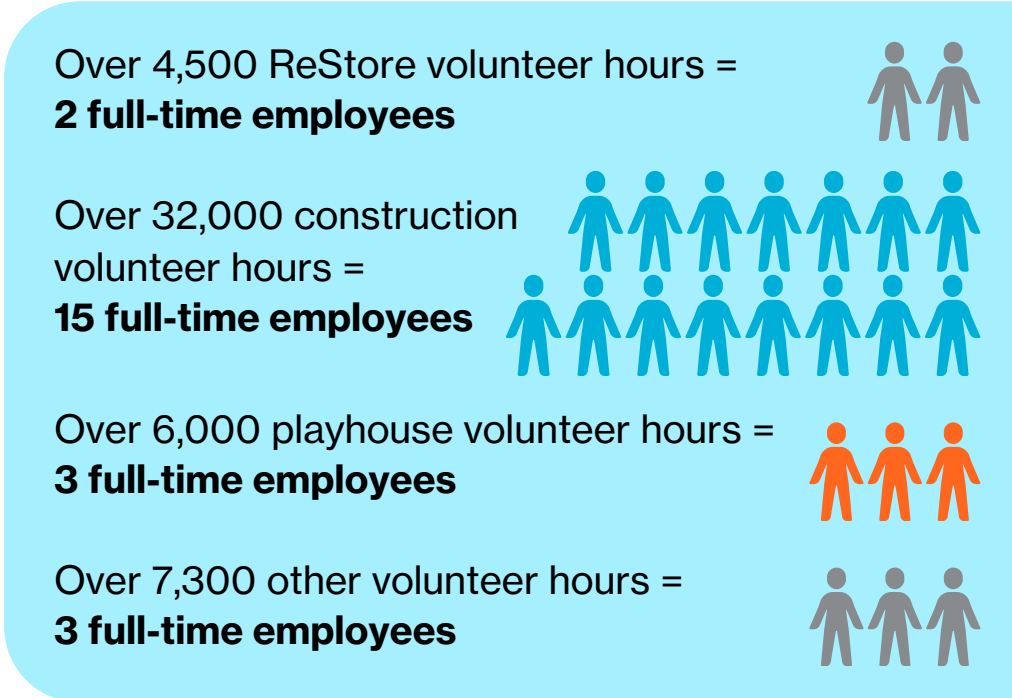 Over 4,500 ReStore volunteer hours =
2 full-time employees
Over 32,000 construction
volunteer hours =
15 full-time employees
Over 6,000 playhouse volunteer hours =
3 full-time employees
Over 7,300 other volunteer hours =
3 full-time employees